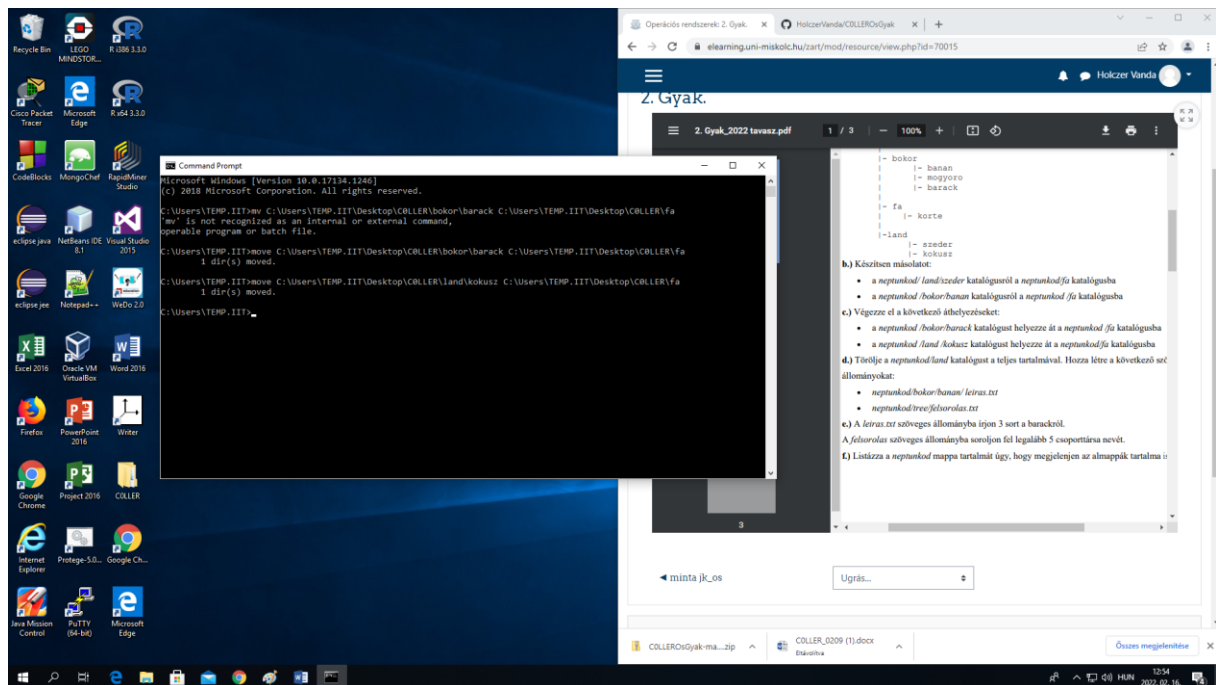 Recycle Bin
LEGO MINDSTOR...
R i386 3.3.0
Cisco Packet Tracer
Microsoft Edge
R x64 3.3.0
CodeBlocks
MongoChef
RapidMiner Studio
eclipse java
NetBeans IDE 8.1
Visual Studio 2015
eclipse jee
Notepad++
WeDo 2.0
Excel 2016
Oracle VM VirtualBox
Word 2016
Firefox
PowerPoint 2016
Writer
Google Chrome
Project 2016
C0LLER
Internet Explorer
Protege-5.0...
Google Ch...
Java Mission Control
PuTTY (64-bit)
Microsoft Edge
Command Prompt
Microsoft Windows [Version 10.0.17134.1246]
(c) 2018 Microsoft Corporation. All rights reserved.
C:\Users\TEMP.IIT>mv C:\Users\TEMP.IIT\Desktop\C0LLER\bokor\barack C:\Users\TEMP.IIT\Desktop\C0LLER\fa
'mv' is not recognized as an internal or external command,
operable program or batch file.
C:\Users\TEMP.IIT>move C:\Users\TEMP.IIT\Desktop\C0LLER\bokor\barack C:\Users\TEMP.IIT\Desktop\C0LLER\fa
1 dir(s) moved.
C:\Users\TEMP.IIT>move C:\Users\TEMP.IIT\Desktop\C0LLER\land\kokusz C:\Users\TEMP.IIT\Desktop\C0LLER\fa
1 dir(s) moved.
C:\Users\TEMP.IIT>
Operációs rendszerek: 2. Gyak.
HolczerVanda/C0LLEROsGyak
elearning.uni-miskolc.hu/zart/mod/resource/view.php?id=70015
Holczer Vanda
2. Gyak.
2. Gyak_2022 tavasz.pdf
1 / 3
100%
|- bokor
|- banan
|- mogyoro
|- barack
|- fa
|- korte
|-land
|- szeder
|- kokusz
b.) Készítsen másolatot:
• a neptunkod/ land/szeder katalógusról a neptunkod/fa katalógusba
• a neptunkod /bokor/banan katalógusról a neptunkod /fa katalógusba
c.) Végezze el a következő áthelyezéseket:
• a neptunkod /bokor/barack katalógust helyezze át a neptunkod /fa katalógusba
• a neptunkod /land /kokusz katalógust helyezze át a neptunkod/fa katalógusba
d.) Törölje a neptunkod/land katalógust a teljes tartalmával. Hozza létre a következő szö
állományokat:
• neptunkod/bokor/banan/ leiras.txt
• neptunkod/tree/felsorolas.txt
e.) A leiras.txt szöveges állományba írjon 3 sort a barackról.
A felsorolas szöveges állományba soroljon fel legalább 5 csoporttársa nevét.
f.) Listázza a neptunkod mappa tartalmát úgy, hogy megjelenjen az almappák tartalma is
3
◄ minta jk_os
Ugrás...
C0LLEROsGyak-ma....zip
C0LLER_0209 (1).docx
Eltávolítva
Összes megjelenítése
HUN
12:54
2022. 02. 16.
4